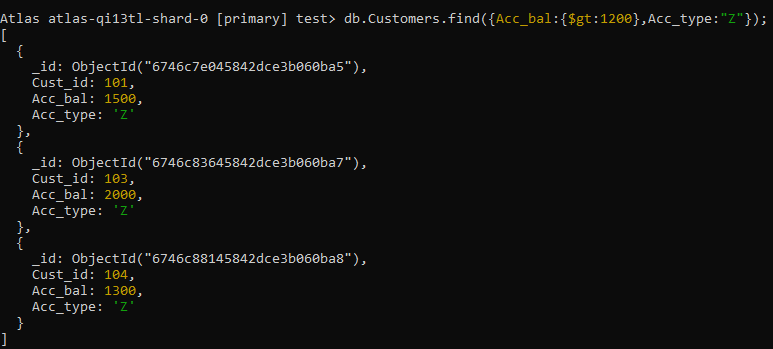 Atlas atlas-qi13tl-shard-0 [primary] test> db.Customers.find({Acc_bal:{$gt:1200},Acc_type:"Z"});
[
  {
    _id: ObjectId("6746c7e045842dce3b060ba5"),
    Cust_id: 101,
    Acc_bal: 1500,
    Acc_type: 'Z'
  },
  {
    _id: ObjectId("6746c83645842dce3b060ba7"),
    Cust_id: 103,
    Acc_bal: 2000,
    Acc_type: 'Z'
  },
  {
    _id: ObjectId("6746c88145842dce3b060ba8"),
    Cust_id: 104,
    Acc_bal: 1300,
    Acc_type: 'Z'
  }
]